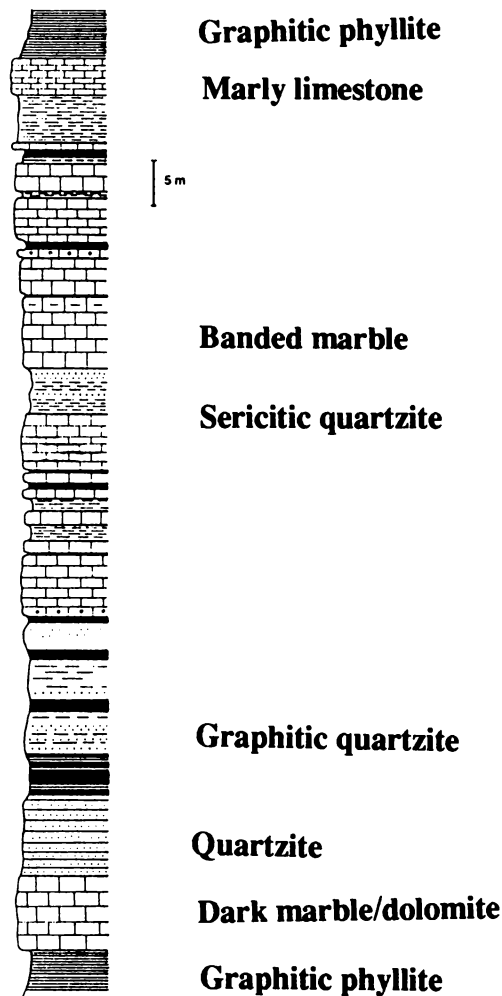 Graphitic phyllite
Marly limestone
5 m
Banded marble
Sericitic quartzite
Graphitic quartzite
Quartzite
Dark marble/dolomite
Graphitic phyllite